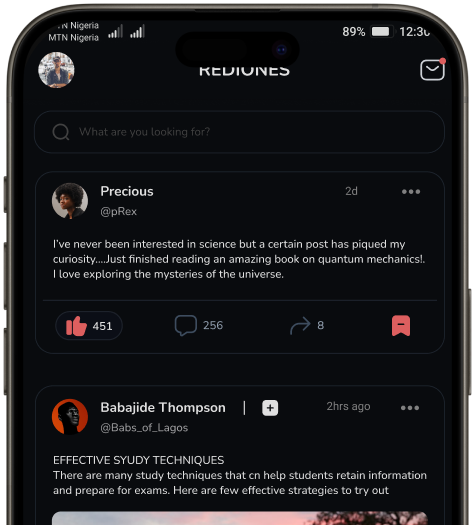 MTN Nigeria
MTN Nigeria
89% 12:30
REDIONES
What are you looking for?
Precious 2d
@pRex
I've never been interested in science but a certain post has piqued my
curiosity....Just finished reading an amazing book on quantum mechanics!.
I love exploring the mysteries of the universe.
451 256 8
Babajide Thompson | 2hrs ago
@Babs_of_Lagos
EFFECTIVE SYUDY TECHNIQUES
There are many study techniques that cn help students retain information
and prepare for exams. Here are few effective strategies to try out